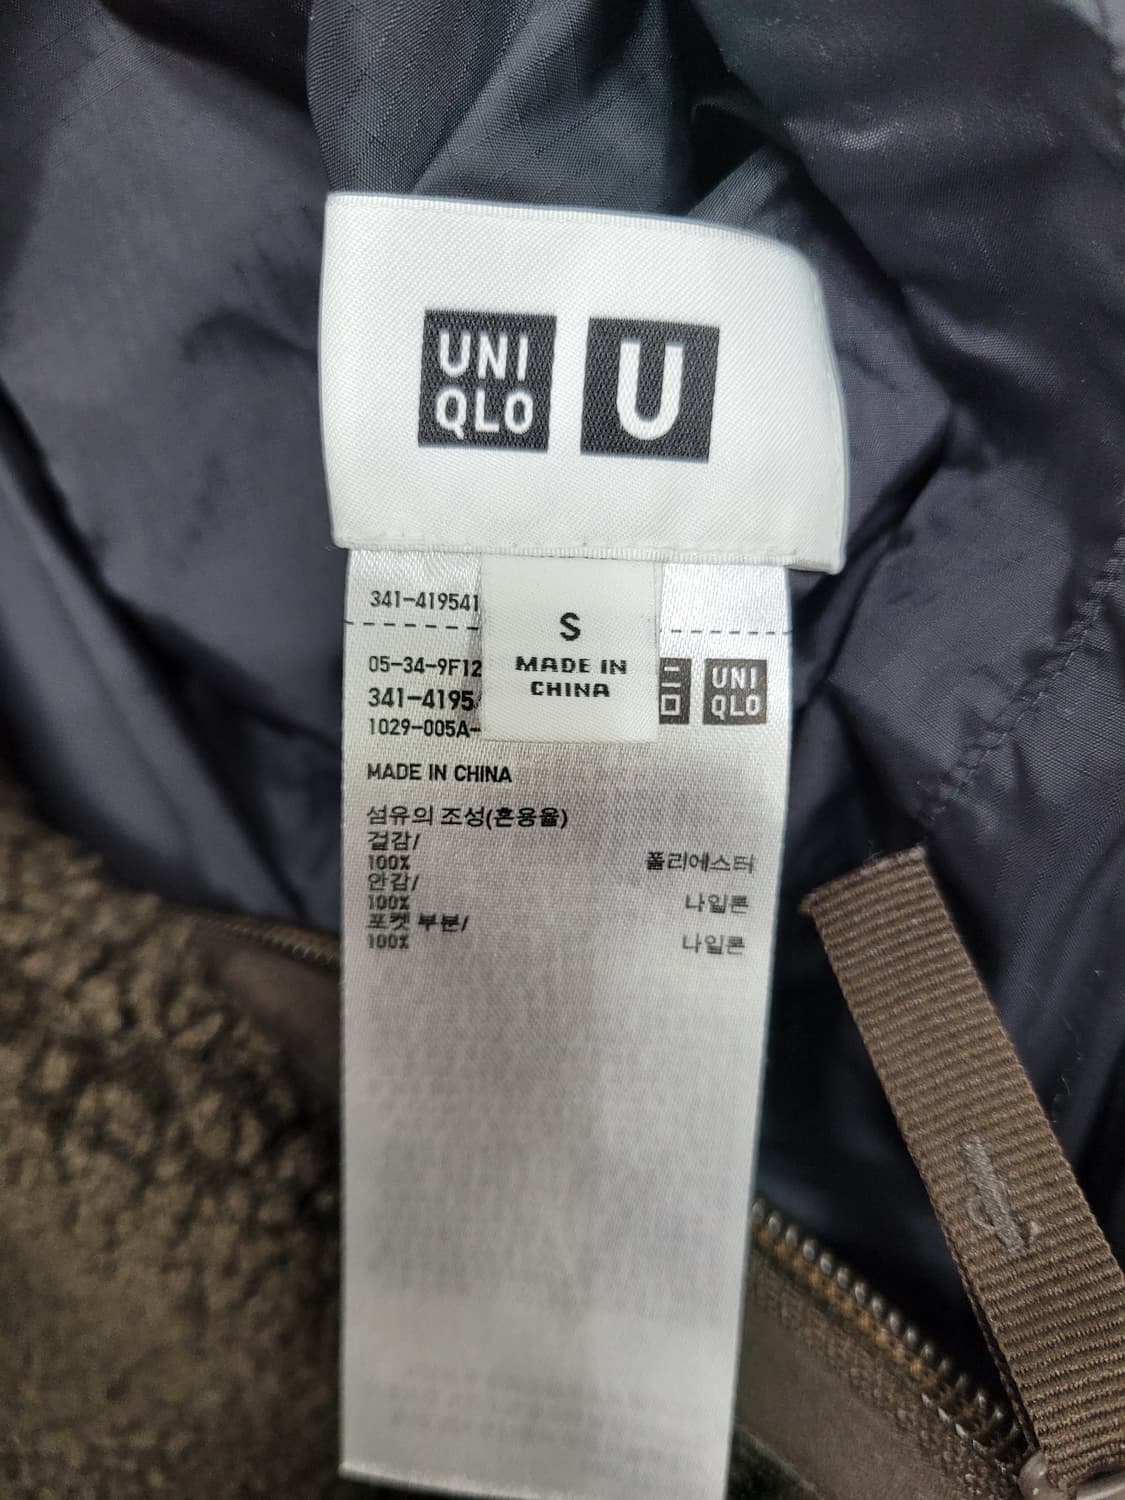 UNI
QLO
U
341-419541
S
MADE IN
CHINA
05-34-9F12
341-4195
1029-005A-
UNI
QLO
MADE IN CHINA
섬유의 조성(혼용율)
겉감/
100% 폴리에스터
안감/
100% 나일론
포켓 부분/
100% 나일론